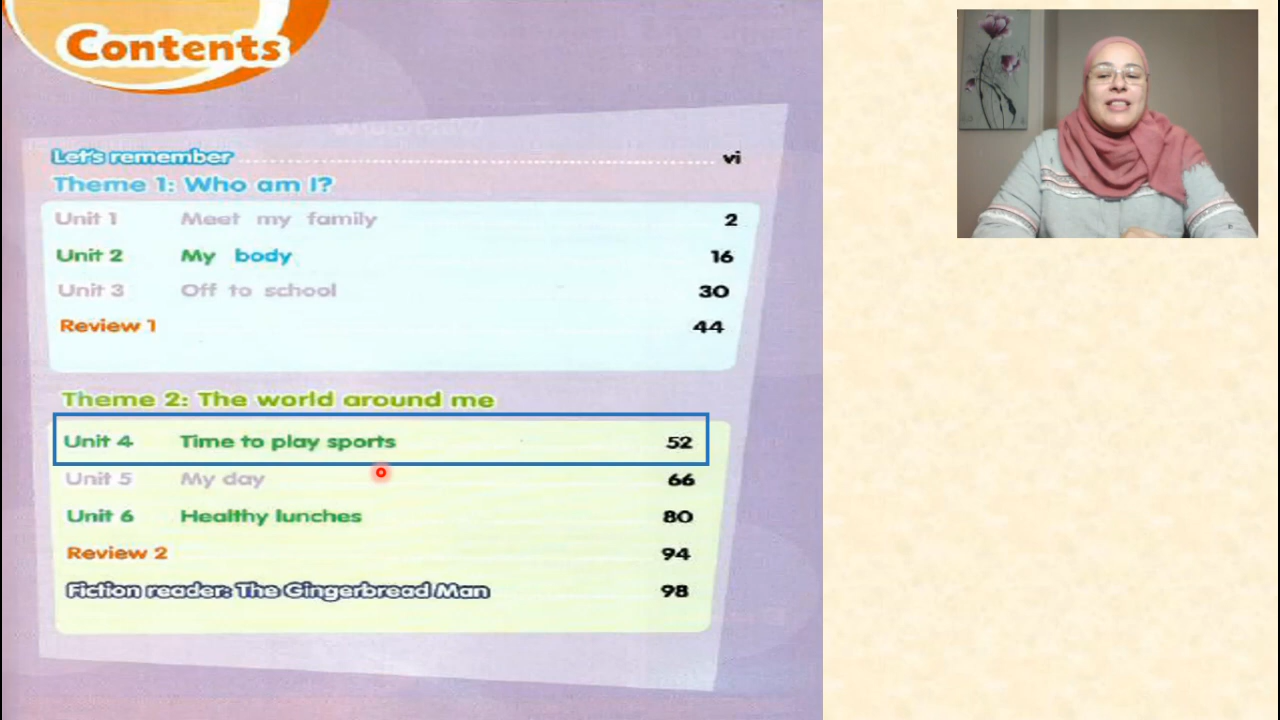 Contents
Let's remember ........................................................ vi
Theme 1: Who am I?
Unit 1 Meet my family 2
Unit 2 My body 16
Unit 3 Off to school 30
Review 1 44
Theme 2: The world around me
Unit 4 Time to play sports 52
Unit 5 My day 66
Unit 6 Healthy lunches 80
Review 2 94
Fiction reader: The Gingerbread Man 98